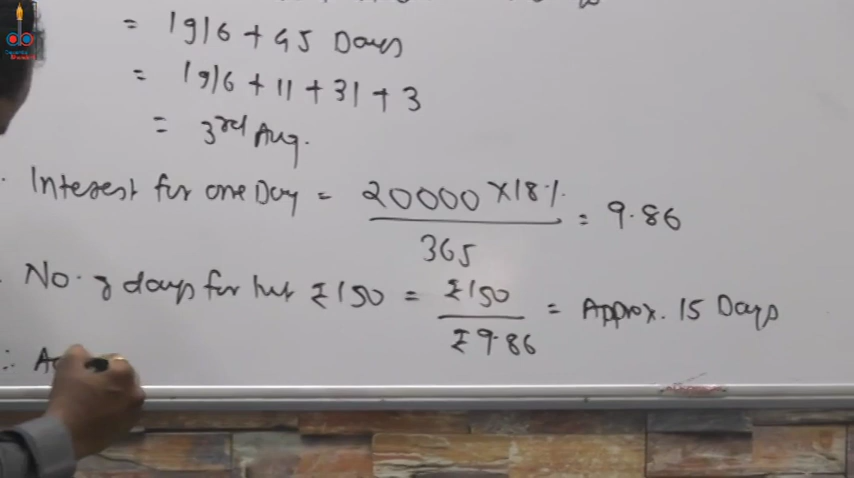 = 19/6 + 45 Days
= 19/6 + 11 + 31 + 3
= 3rd Aug.
Interest for one Day = 20000 × 18% / 365 = 9.86
No. of days for Int ₹150 = ₹150 / ₹9.86 = Approx. 15 Days
∴